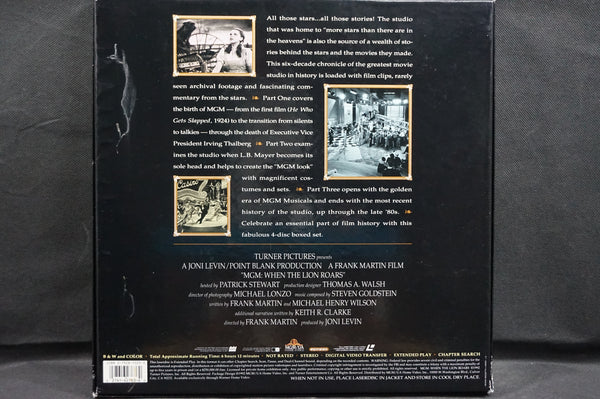 All those stars...all those stories! The studio
that was home to "more stars than there are in
the heavens" is also the source of a wealth of sto-
ries behind the stars and the movies they made.
This six-decade chronicle of the greatest movie
studio in history is loaded with film clips, rarely
seen archival footage and fascinating com-
mentary from the stars. ❧ Part One covers
the birth of MGM — from the first film (He Who
Gets Slapped, 1924) to the transition from silents
to talkies — through the death of Executive Vice
President Irving Thalberg ❧ Part Two exam-
ines the studio when L.B. Mayer becomes its
sole head and helps to create the "MGM look"
with magnificent cos-
tumes and sets. ❧ Part Three opens with the golden
era of MGM Musicals and ends with the most
recent history of the studio, up through the late '80s. ❧
Celebrate an essential part of film history with this
fabulous 4-disc boxed set.
TURNER PICTURES presents
A JONI LEVIN/POINT BLANK PRODUCTION A FRANK MARTIN FILM
"MGM: WHEN THE LION ROARS"
hosted by PATRICK STEWART production designer THOMAS A. WALSH
director of photography MICHAEL LONZO music composed by STEVEN GOLDSTEIN
written by FRANK MARTIN and MICHAEL HENRY WILSON
additional narration written by KEITH R. CLARKE
directed by FRANK MARTIN produced by JONI LEVIN
MGM/UA
B & W and COLOR • Total Approximate Running Time: 6 hours 12 minutes • NOT RATED • STEREO • DIGITAL VIDEO TRANSFER • EXTENDED PLAY • CHAPTER SEARCH
WHEN NOT IN USE, PLACE LASERDISC IN JACKET AND STORE IN COOL DRY PLACE.